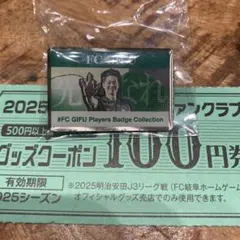 FC
#FC GIFU Players Badge Collection
2025
ァンクラブ
500円以上
グッズクーポン
100円券
有効期限
2025シーズン
※2025明治安田J3リーグ戦（FC岐阜ホームゲーム
オフィシャルグッズ売店でのみ使用できます。